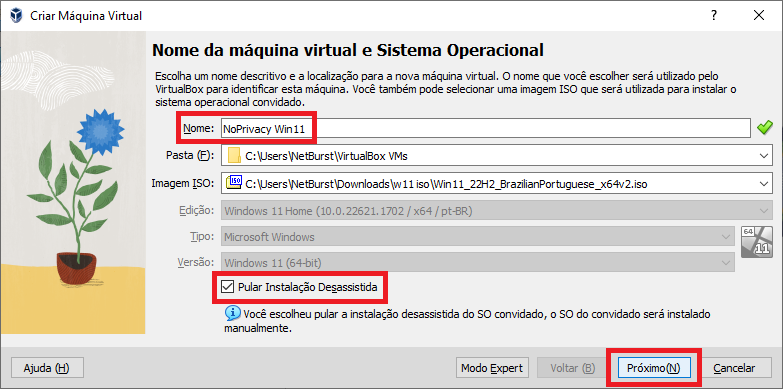 Criar Máquina Virtual
Nome da máquina virtual e Sistema Operacional
Escolha um nome descritivo e a localização para a nova máquina virtual. O nome que você escolher será utilizado pelo
VirtualBox para identificar esta máquina. Você também pode selecionar uma imagem ISO que será utilizada para instalar o
sistema operacional convidado.
Nome: NoPrivacy Win11
Pasta (F): C:\Users\NetBurst\VirtualBox VMs
Imagem ISO: ISO C:\Users\NetBurst\Downloads\w11 iso\Win11_22H2_BrazilianPortuguese_x64v2.iso
Edição: Windows 11 Home (10.0.22621.1702 / x64 / pt-BR)
Tipo: Microsoft Windows 64 11
Versão: Windows 11 (64-bit)
Pular Instalação Desassistida
Você escolheu pular a instalação desassistida do SO convidado, o SO do convidado será instalado
manualmente.
Ajuda (H) Modo Expert Voltar (B) Próximo(N) Cancelar